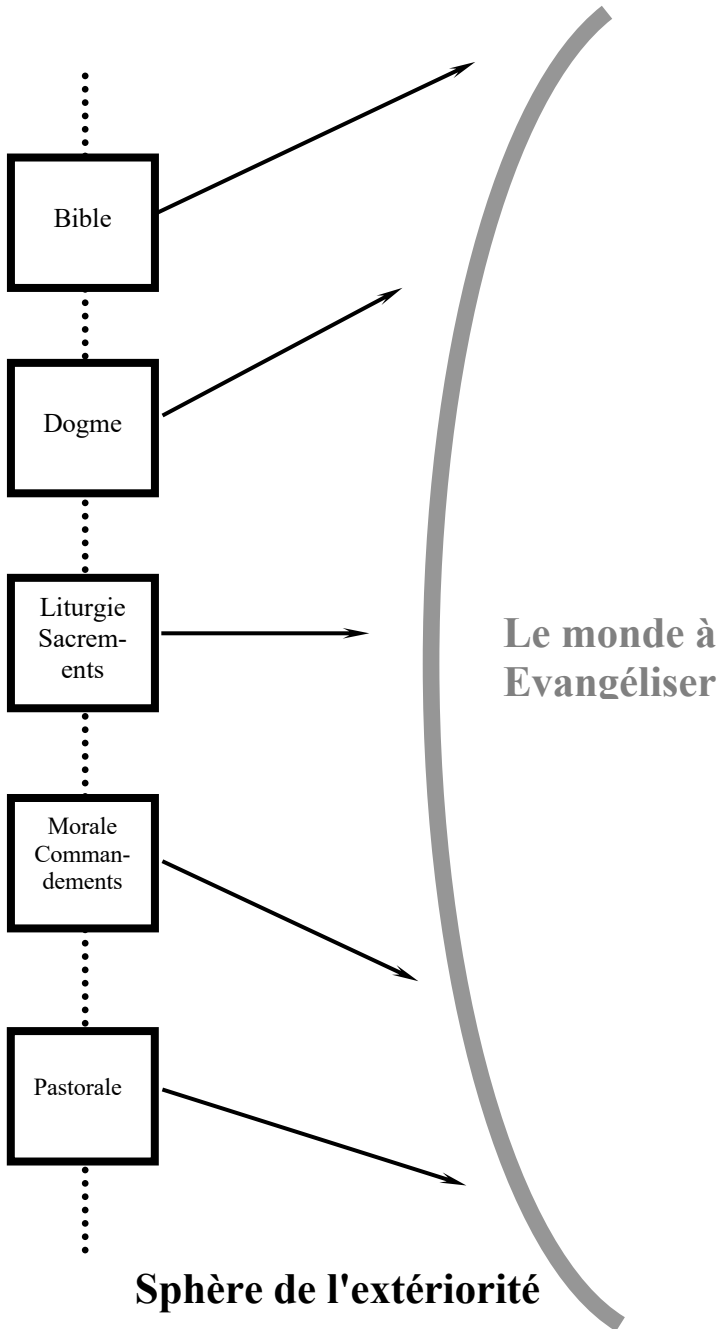 Bible
Dogme
Liturgie
Sacrem-
ents
Le monde à
Evangéliser
Morale
Comman-
dements
Pastorale
Sphère de l'extériorité